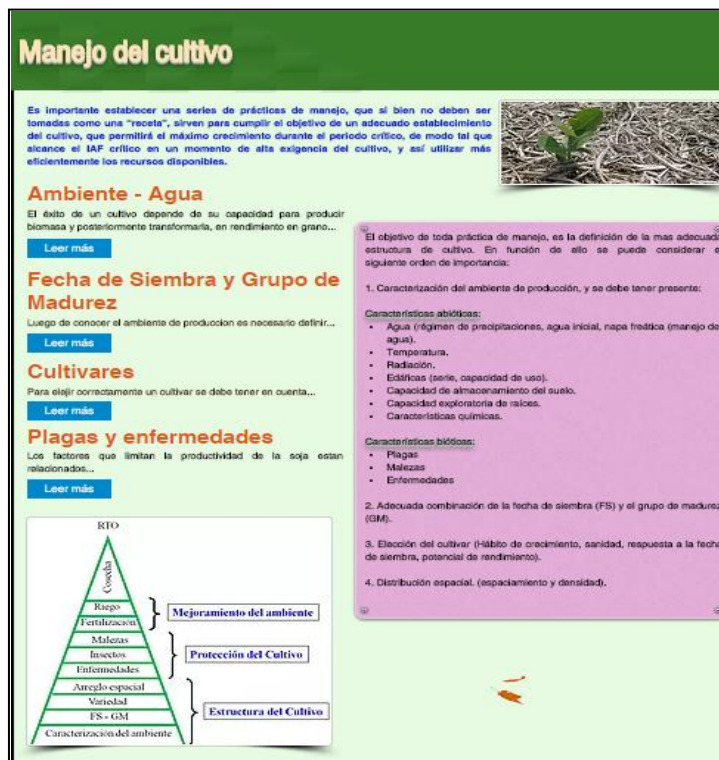 Manejo del cultivo
Es importante establecer una series de prácticas de manejo, que si bien no deben ser
tomadas como una "receta", sirven para cumplir el objetivo de un adecuado establecimiento
del cultivo, que permitirá el máximo crecimiento durante el periodo crítico, de modo tal que
alcance el IAF crítico en un momento de alta exigencia del cultivo, y así utilizar más
eficientemente los recursos disponibles.
Ambiente - Agua
El éxito de un cultivo depende de su capacidad para producir
biomasa y posteriormente transformarla, en rendimiento en grano...
Leer más
Fecha de Siembra y Grupo de
Madurez
Luego de conocer el ambiente de produccion es necesario definir...
Leer más
Cultivares
Para elejir correctamente un cultivar se debe tener en cuenta...
Leer más
Plagas y enfermedades
Los factores que limitan la productividad de la soja estan
relacionados...
Leer más
El objetivo de toda práctica de manejo, es la definición de la mas adecuada
estructura de cultivo. En función de ello se puede considerar e
siguiente orden de importancia:
1. Caracterización del ambiente de producción, y se debe tener presente:
Características abióticas:
• Agua (régimen de precipitaciones, agua inicial, napa freática (manejo de
agua).
• Temperatura.
• Radiación.
• Edáficas (serie, capacidad de uso).
• Capacidad de almacenamiento del suelo.
• Capacidad exploratoria de raíces.
• Características químicas.
Características bióticas:
• Plagas
• Malezas
• Enfermedades
2. Adecuada combinación de la fecha de siembra (FS) y el grupo de madurez
(GM).
3. Elección del cultivar (Hábito de crecimiento, sanidad, respuesta a la fecha
de siembra, potencial de rendimiento).
4. Distribución espacial. (espaciamiento y densidad).
RTO
Cosecha
Riego
Fertilización
Mejoramiento del ambiente
Malezas
Insectos
Enfermedades
Protección del Cultivo
Arreglo espacial
Variedad
FS - GM
Caracterización del ambiente
Estructura del Cultivo